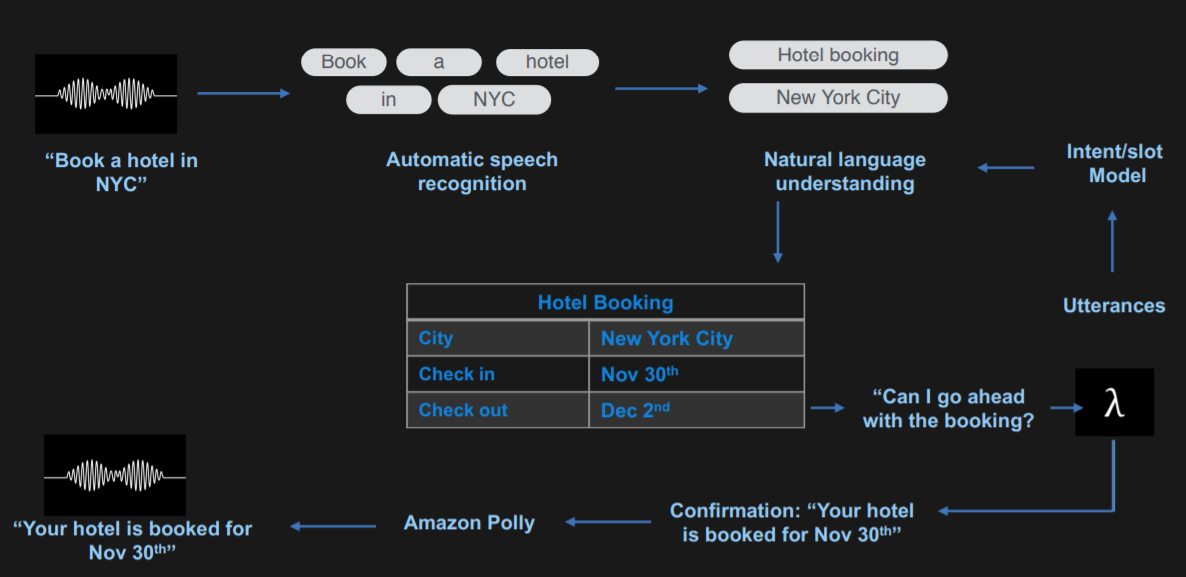 Book a hotel
in NYC
Hotel booking
New York City
“Book a hotel in
NYC”
Automatic speech
recognition
Natural language
understanding
Intent/slot
Model
Utterances
Hotel Booking
City New York City
Check in Nov 30th
Check out Dec 2nd
“Can I go ahead
with the booking?
λ
Confirmation: “Your hotel
is booked for Nov 30th”
Amazon Polly
“Your hotel is booked for
Nov 30th”